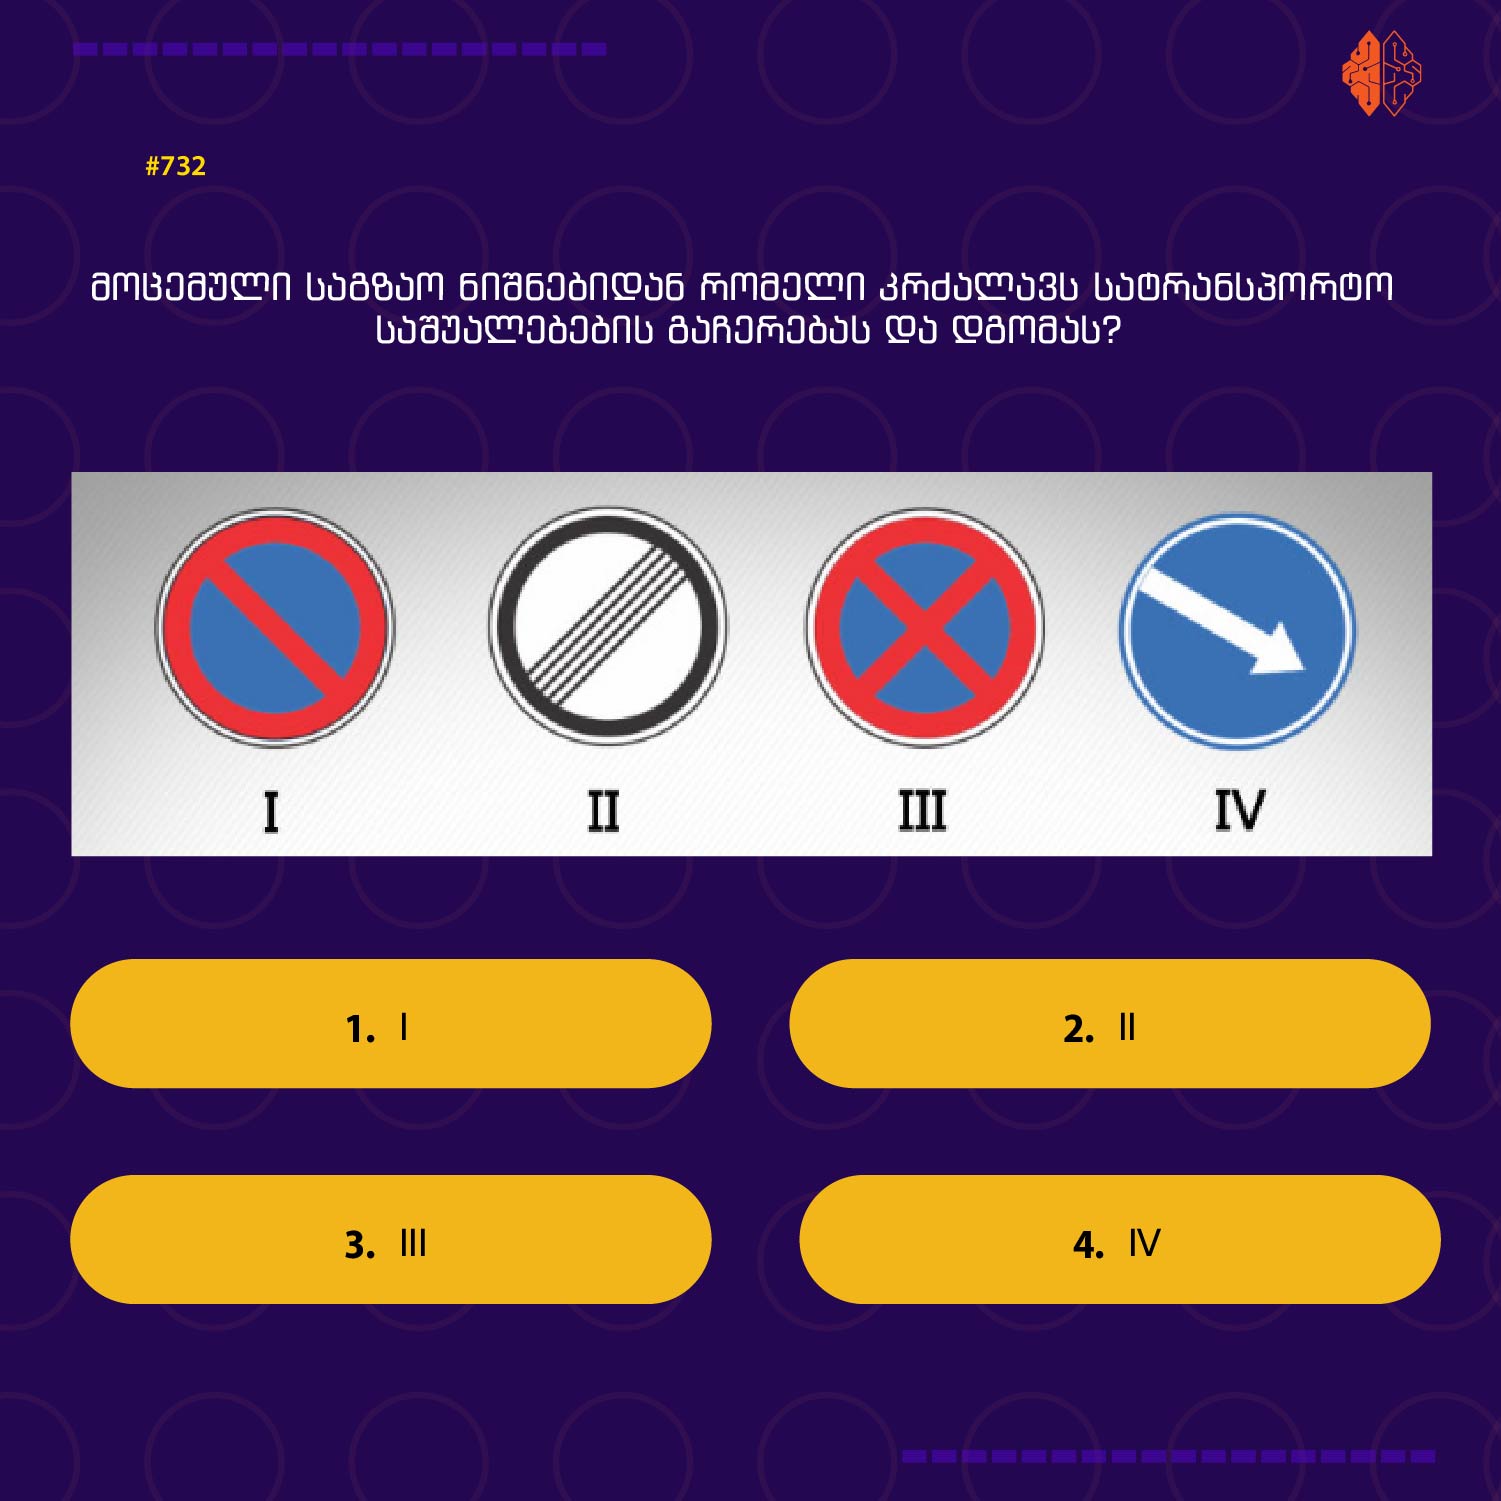 #732
მოცემული საგზაო ნიშნებიდან რომელი კრძალავს სატრანსპორტო
საშუალებების გაჩერებას და დგომას?
I II III IV
1. I
2. II
3. III
4. IV